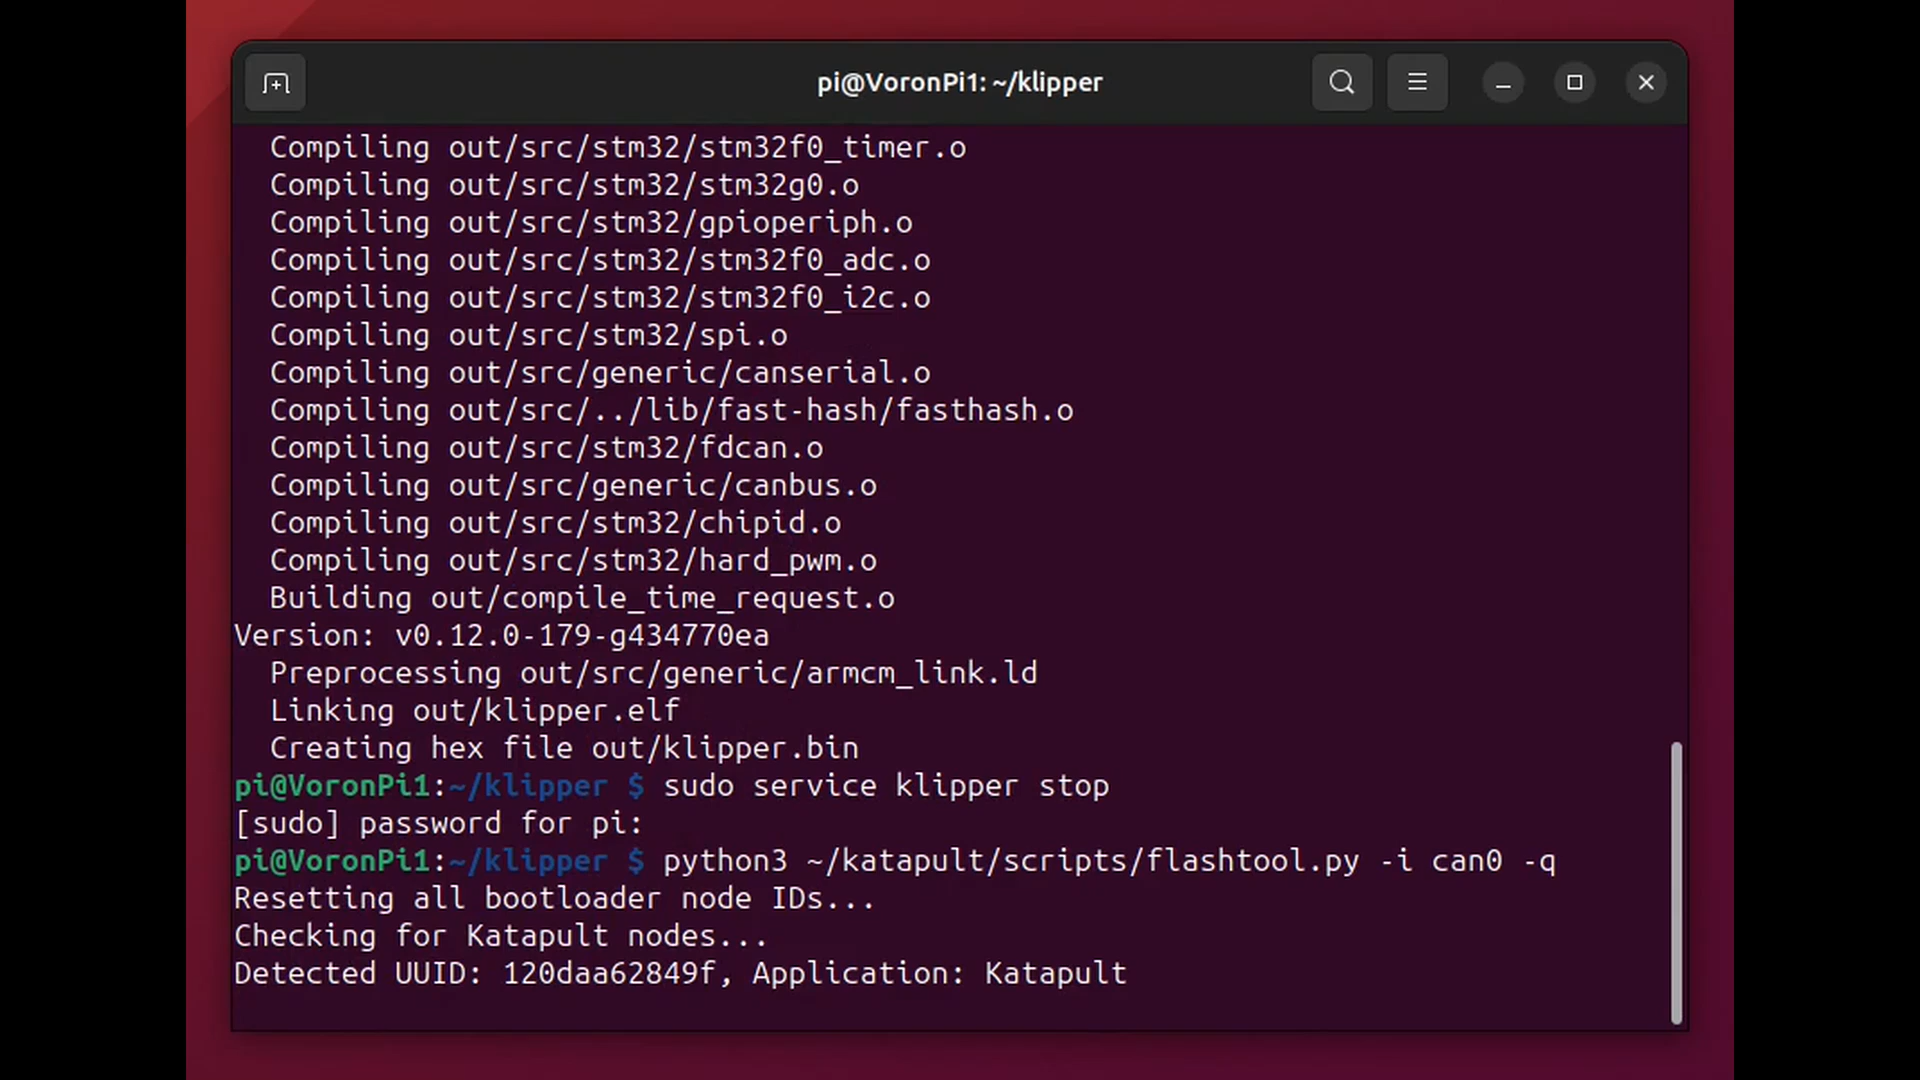 pi@VoronPi1: ~/klipper
Compiling out/src/stm32/stm32f0_timer.o
Compiling out/src/stm32/stm32g0.o
Compiling out/src/stm32/gpioperiph.o
Compiling out/src/stm32/stm32f0_adc.o
Compiling out/src/stm32/stm32f0_i2c.o
Compiling out/src/stm32/spi.o
Compiling out/src/generic/canserial.o
Compiling out/src/../lib/fast-hash/fasthash.o
Compiling out/src/stm32/fdcan.o
Compiling out/src/generic/canbus.o
Compiling out/src/stm32/chipid.o
Compiling out/src/stm32/hard_pwm.o
Building out/compile_time_request.o
Version: v0.12.0-179-g434770ea
Preprocessing out/src/generic/armcm_link.ld
Linking out/klipper.elf
Creating hex file out/klipper.bin
pi@VoronPi1:~/klipper $ sudo service klipper stop
[sudo] password for pi:
pi@VoronPi1:~/klipper $ python3 ~/katapult/scripts/flashtool.py -i can0 -q
Resetting all bootloader node IDs...
Checking for Katapult nodes...
Detected UUID: 120daa62849f, Application: Katapult